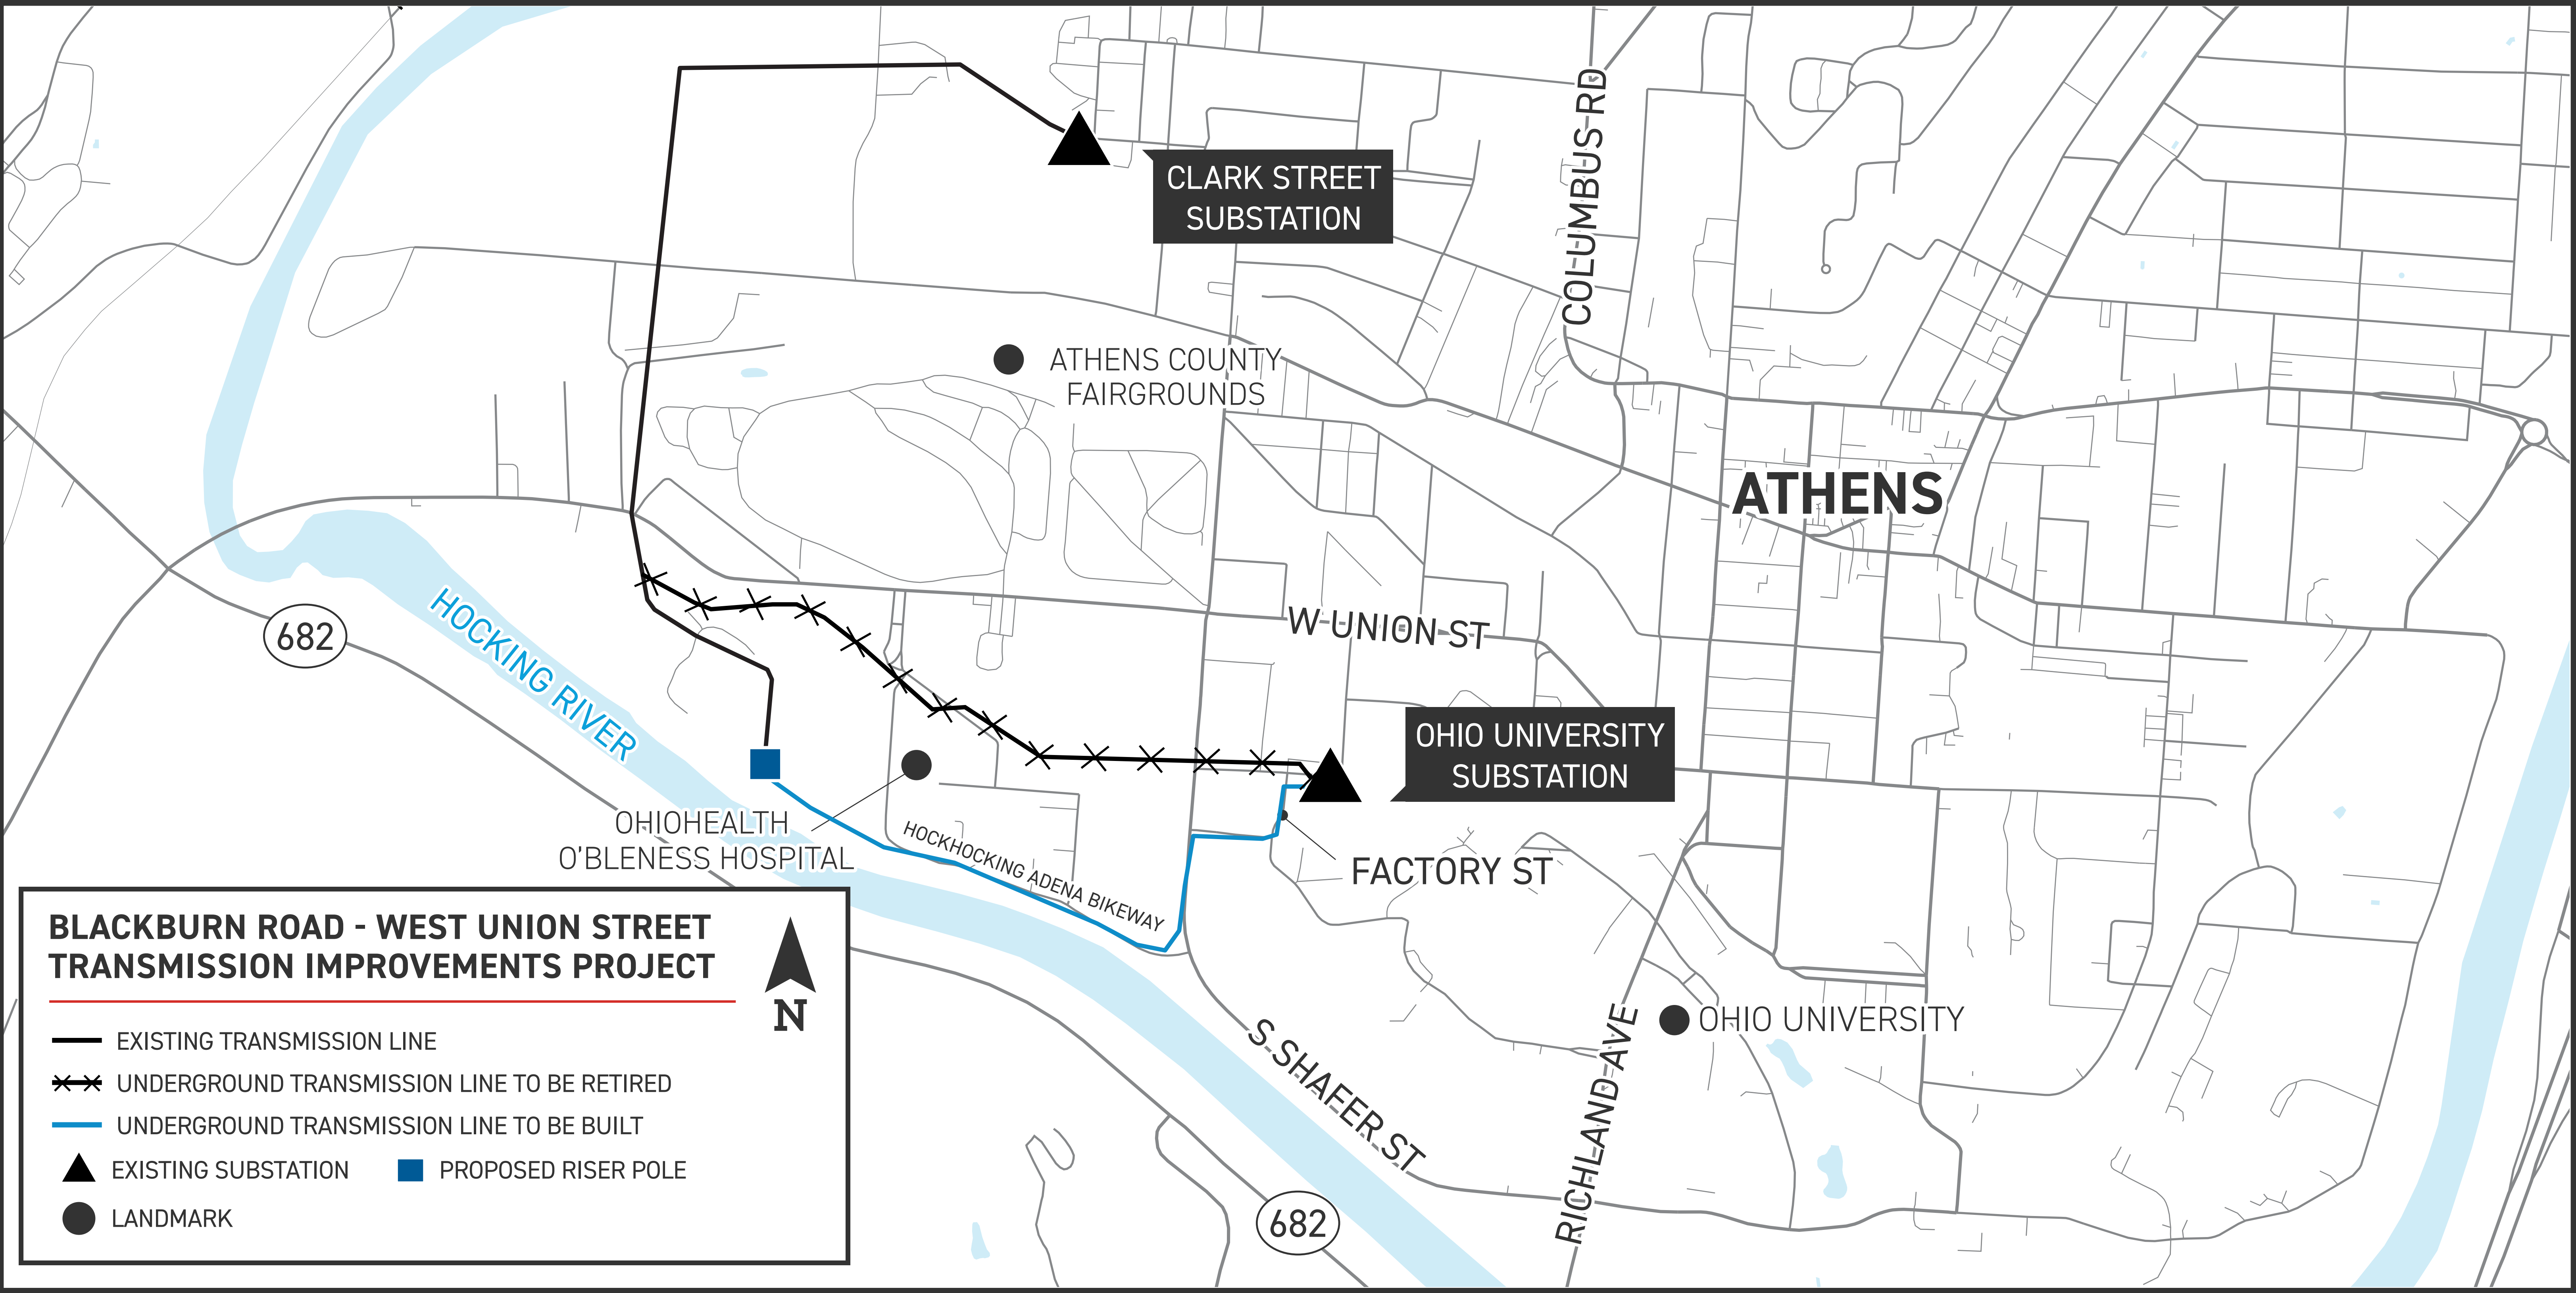 CLARK STREET
SUBSTATION
COLUMBUS RD
ATHENS COUNTY
FAIRGROUNDS
ATHENS
682
HOCKING RIVER
W UNION ST
OHIO UNIVERSITY
SUBSTATION
OHIOHEALTH
O'BLENESS HOSPITAL
HOCKHOCKING ADENA BIKEWAY
FACTORY ST
S SHAFER ST
RICHLAND AVE
OHIO UNIVERSITY
682
BLACKBURN ROAD - WEST UNION STREET
TRANSMISSION IMPROVEMENTS PROJECT
N
EXISTING TRANSMISSION LINE
UNDERGROUND TRANSMISSION LINE TO BE RETIRED
UNDERGROUND TRANSMISSION LINE TO BE BUILT
EXISTING SUBSTATION
PROPOSED RISER POLE
LANDMARK